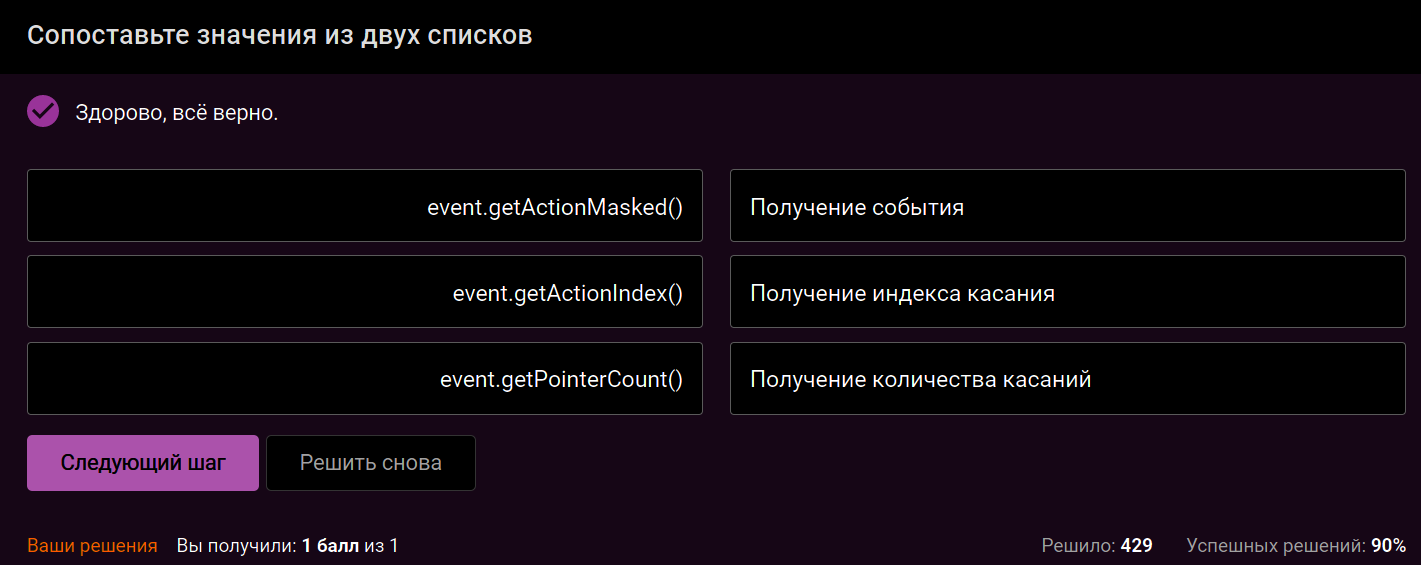 Сопоставьте значения из двух списков
Здорово, всё верно.
event.getActionMasked() Получение события
event.getActionIndex() Получение индекса касания
event.getPointerCount() Получение количества касаний
Следующий шаг Решить снова
Ваши решения Вы получили: 1 балл из 1 Решило: 429 Успешных решений: 90%